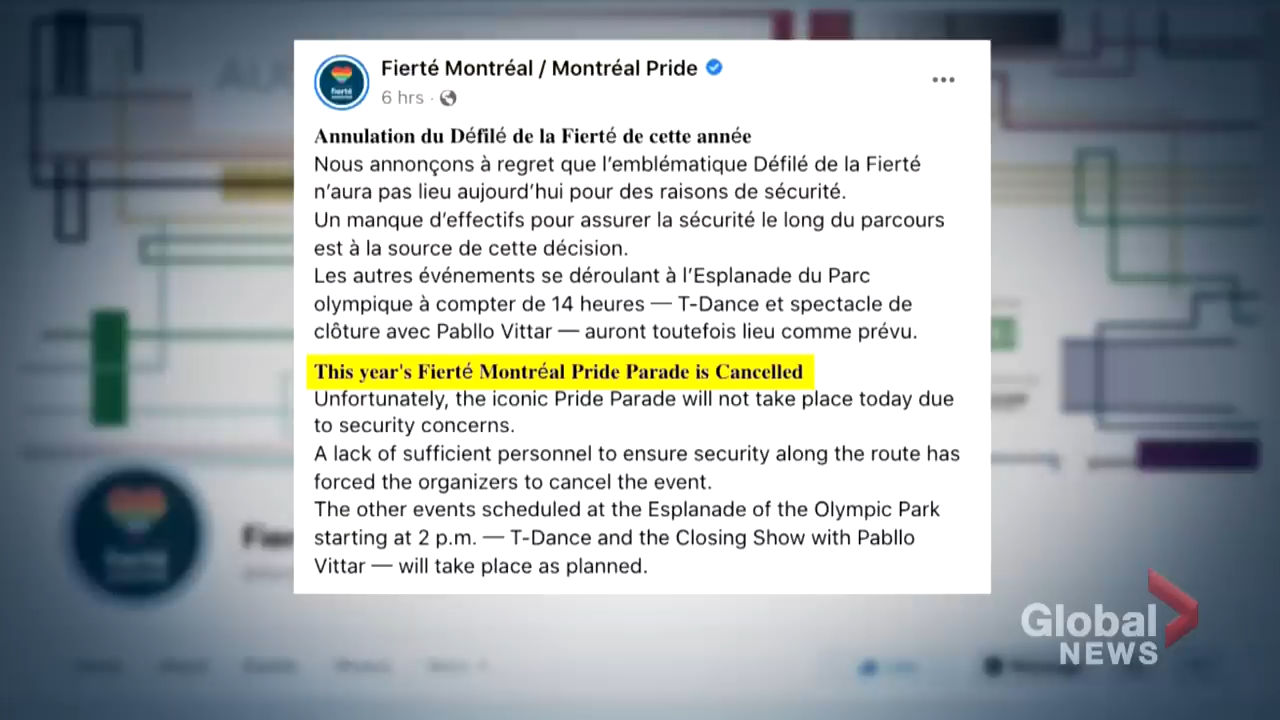 Fierté Montréal / Montréal Pride
6 hrs ·
Annulation du Défilé de la Fierté de cette année
Nous annonçons à regret que l'emblématique Défilé de la Fierté
n'aura pas lieu aujourd'hui pour des raisons de sécurité.
Un manque d'effectifs pour assurer la sécurité le long du parcours
est à la source de cette décision.
Les autres événements se déroulant à l'Esplanade du Parc
olympique à compter de 14 heures — T-Dance et spectacle de
clôture avec Pabllo Vittar — auront toutefois lieu comme prévu.
This year's Fierté Montréal Pride Parade is Cancelled
Unfortunately, the iconic Pride Parade will not take place today due
to security concerns.
A lack of sufficient personnel to ensure security along the route has
forced the organizers to cancel the event.
The other events scheduled at the Esplanade of the Olympic Park
starting at 2 p.m. — T-Dance and the Closing Show with Pabllo
Vittar — will take place as planned.
Global
NEWS